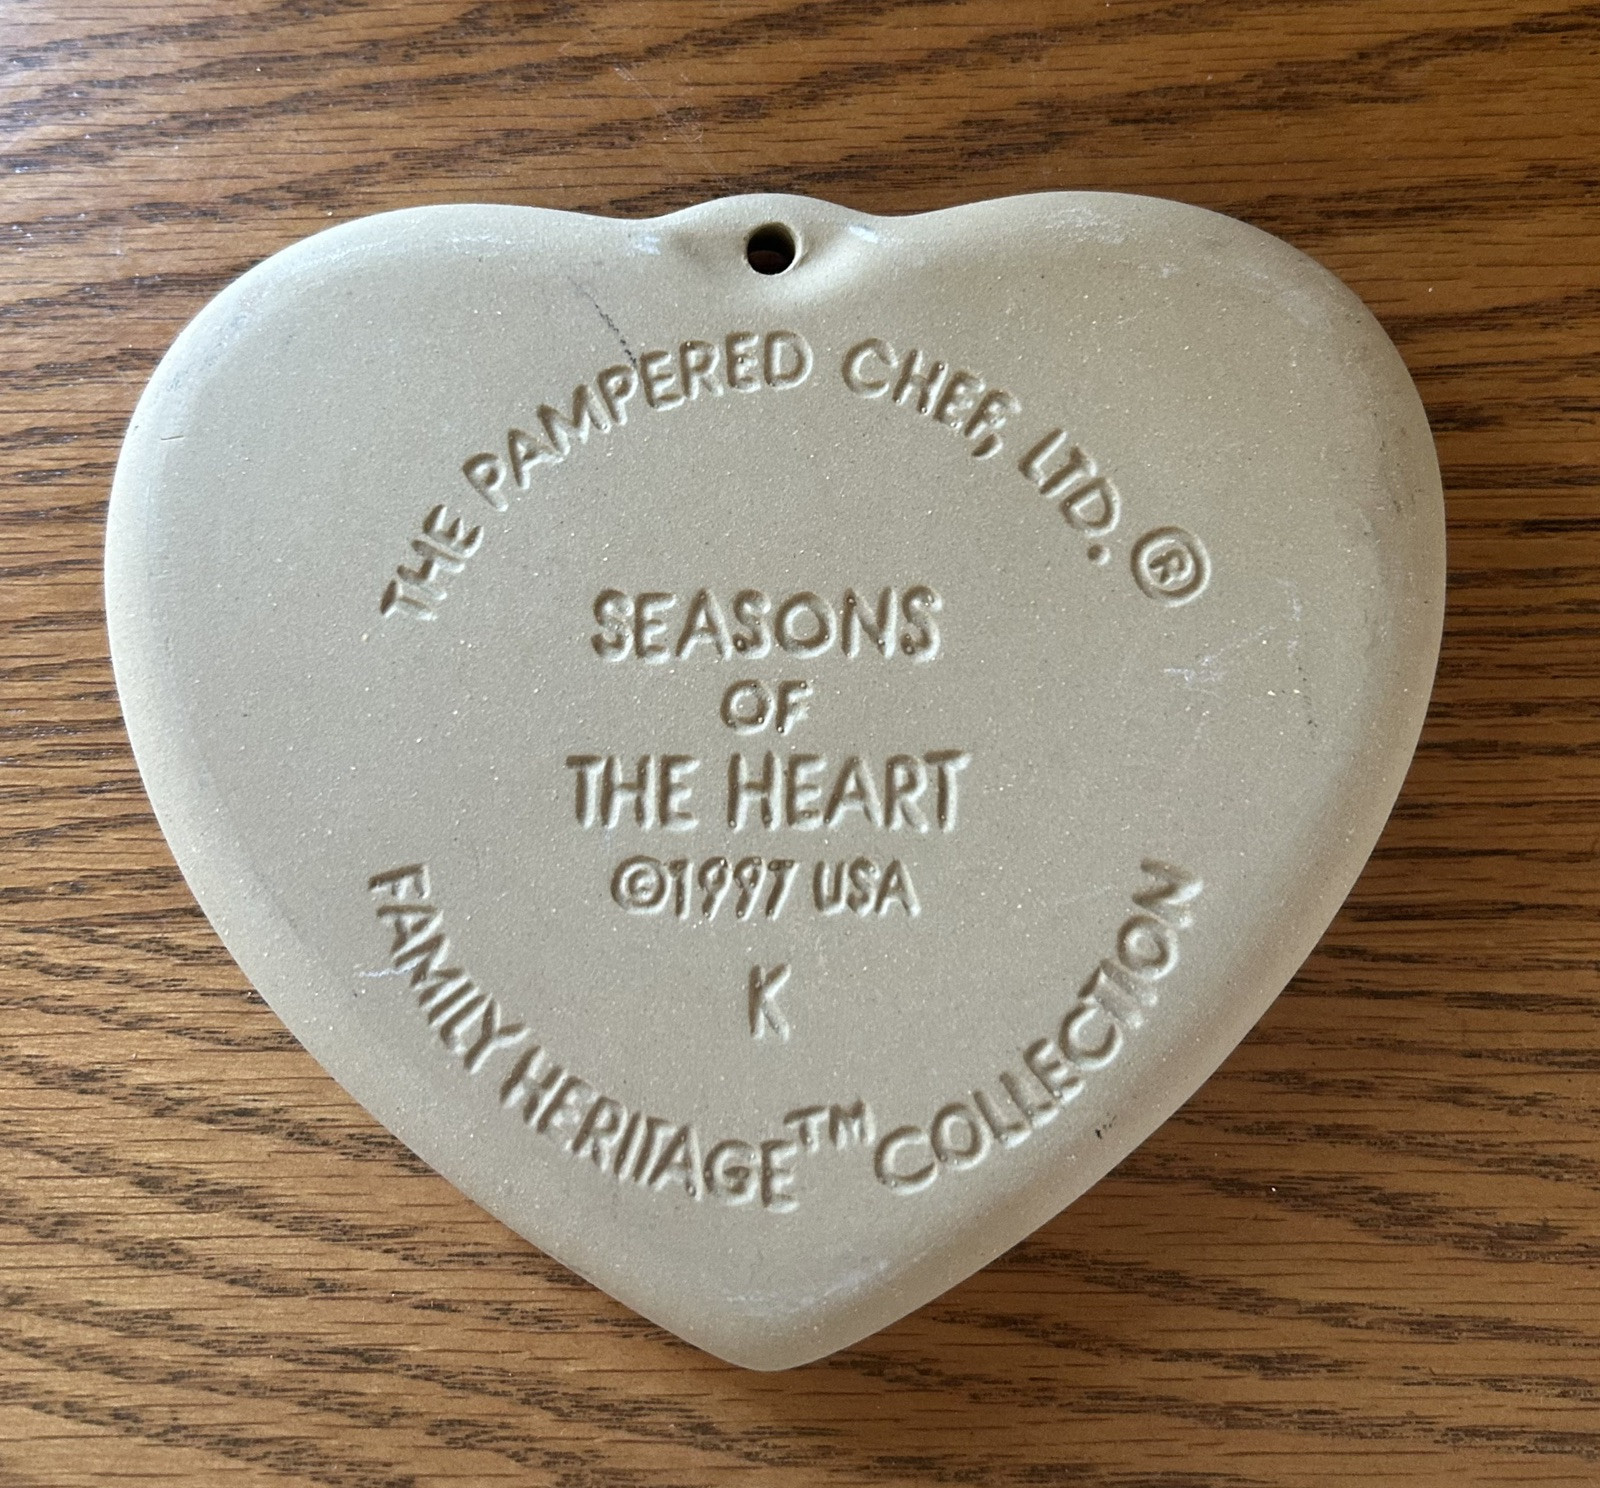 THE PAMPERED CHEF, LTD. ®
SEASONS
OF
THE HEART
©1997 USA
K
FAMILY HERITAGE™ COLLECTION